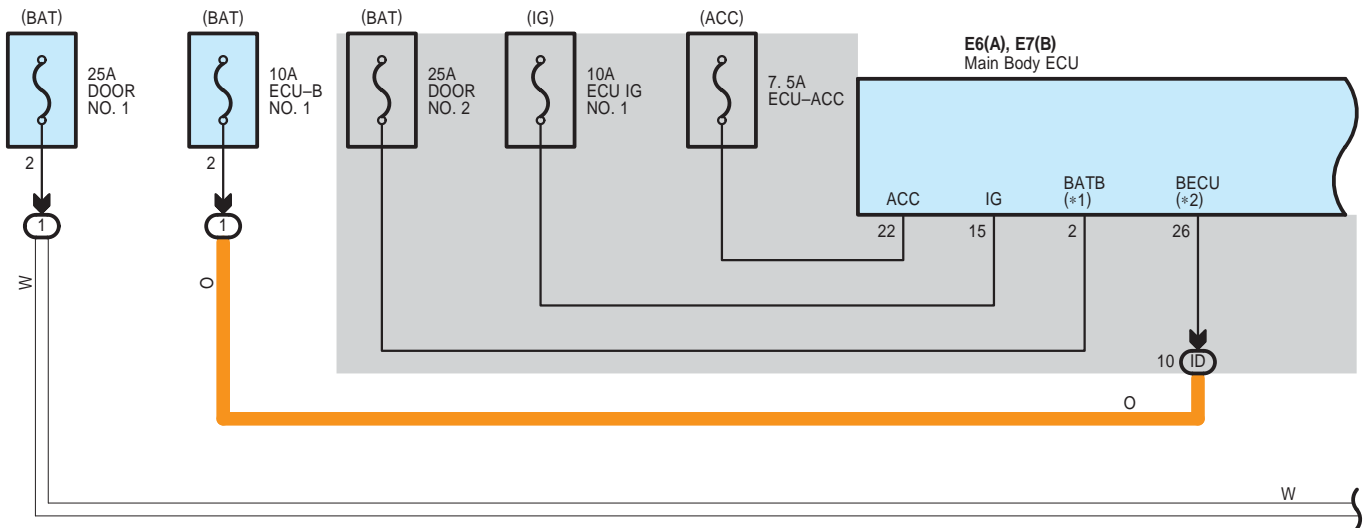 (BAT)
(BAT)
(BAT)
(IG)
(ACC)
25A
DOOR
NO. 1
10A
ECU–B
NO. 1
25A
DOOR
NO. 2
10A
ECU IG
NO. 1
7. 5A
ECU–ACC
E6(A), E7(B)
Main Body ECU
ACC
IG
BATB
(∗1)
BECU
(∗2)
2
2
22
15
2
26
1
1
W
O
10
ID
O
W